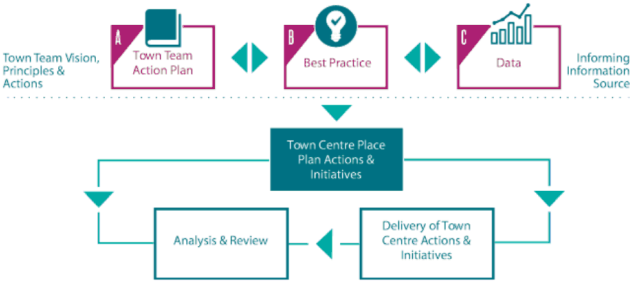 A
B
C
Town Team Vision,
Principles &
Actions
Town Team
Action Plan
Best Practice
Data
Informing
Information
Source
Town Centre Place
Plan Actions &
Initiatives
Analysis & Review
Delivery of Town
Centre Actions &
Initiatives